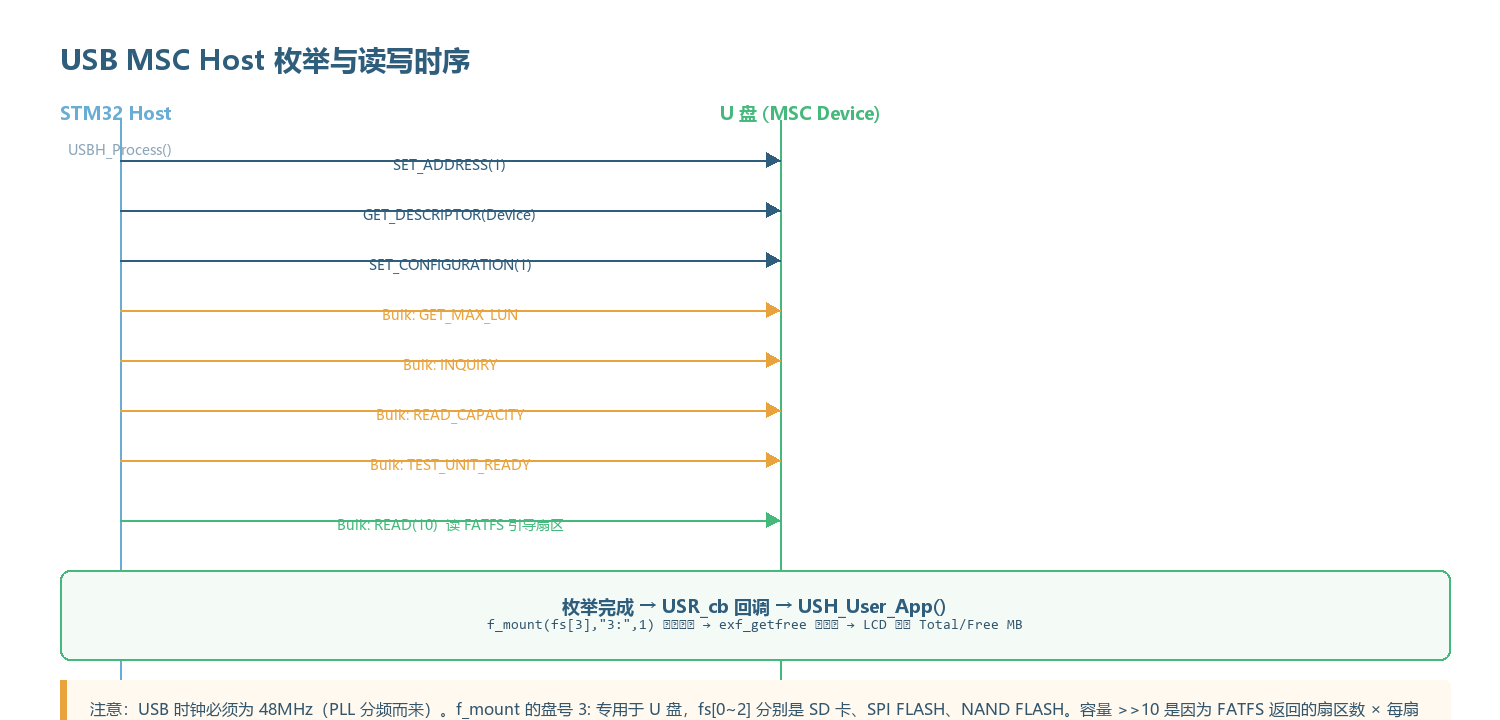 USB MSC Host 枚举与读写时序
STM32 Host
U 盘 (MSC Device)
USBH_Process()
SET_ADDRESS(1)
GET_DESCRIPTOR(Device)
SET_CONFIGURATION(1)
Bulk: GET_MAX_LUN
Bulk: INQUIRY
Bulk: READ_CAPACITY
Bulk: TEST_UNIT_READY
Bulk: READ(10) 读 FATFS 引导扇区
枚举完成 → USR_cb 回调 → USH_User_App()
f_mount(fs[3],"3:",1) → exf_getfree → LCD Total/Free MB
注意：USB 时钟必须为 48MHz（PLL 分频而来）。f_mount 的盘号 3: 专用于 U 盘，fs[0~2] 分别是 SD 卡、SPI FLASH、NAND FLASH。容量 >>10 是因为 FATFS 返回的扇区数 × 每扇